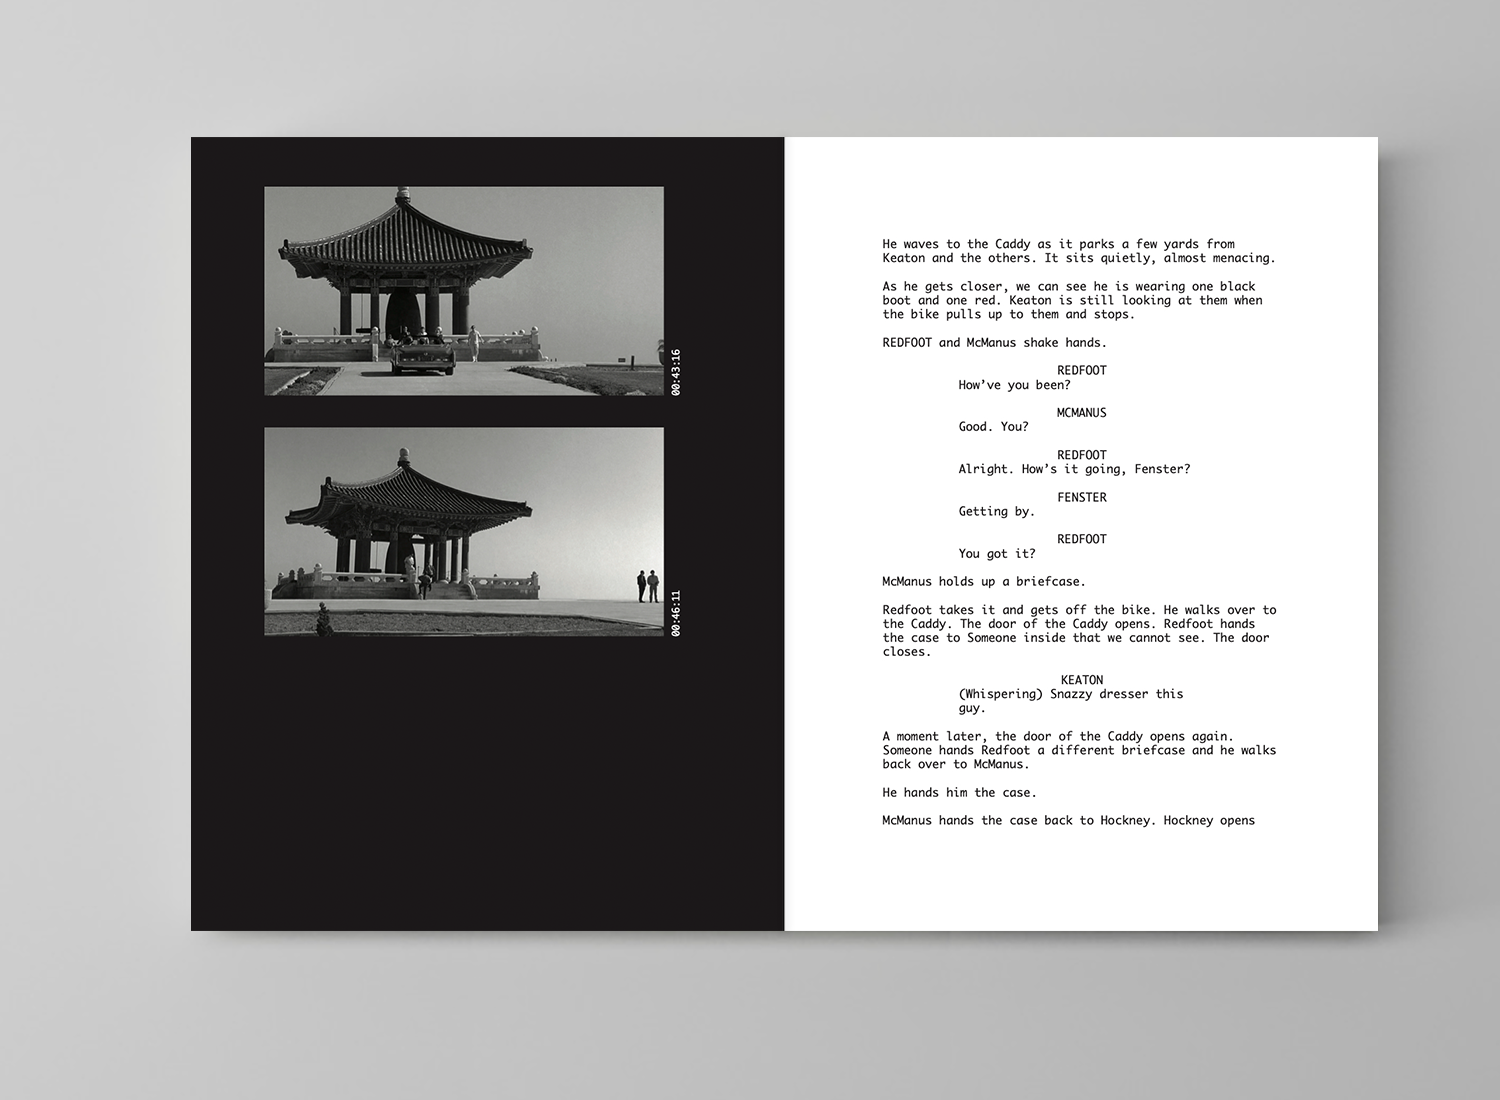 00:43:16
00:46:11
He waves to the Caddy as it parks a few yards from
Keaton and the others. It sits quietly, almost menacing.
As he gets closer, we can see he is wearing one black
boot and one red. Keaton is still looking at them when
the bike pulls up to them and stops.
REDFOOT and McManus shake hands.
REDFOOT
How’ve you been?
MCMANUS
Good. You?
REDFOOT
Alright. How’s it going, Fenster?
FENSTER
Getting by.
REDFOOT
You got it?
McManus holds up a briefcase.
Redfoot takes it and gets off the bike. He walks over to
the Caddy. The door of the Caddy opens. Redfoot hands
the case to Someone inside that we cannot see. The door
closes.
KEATON
(Whispering) Snazzy dresser this
guy.
A moment later, the door of the Caddy opens again.
Someone hands Redfoot a different briefcase and he walks
back over to McManus.
He hands him the case.
McManus hands the case back to Hockney. Hockney opens